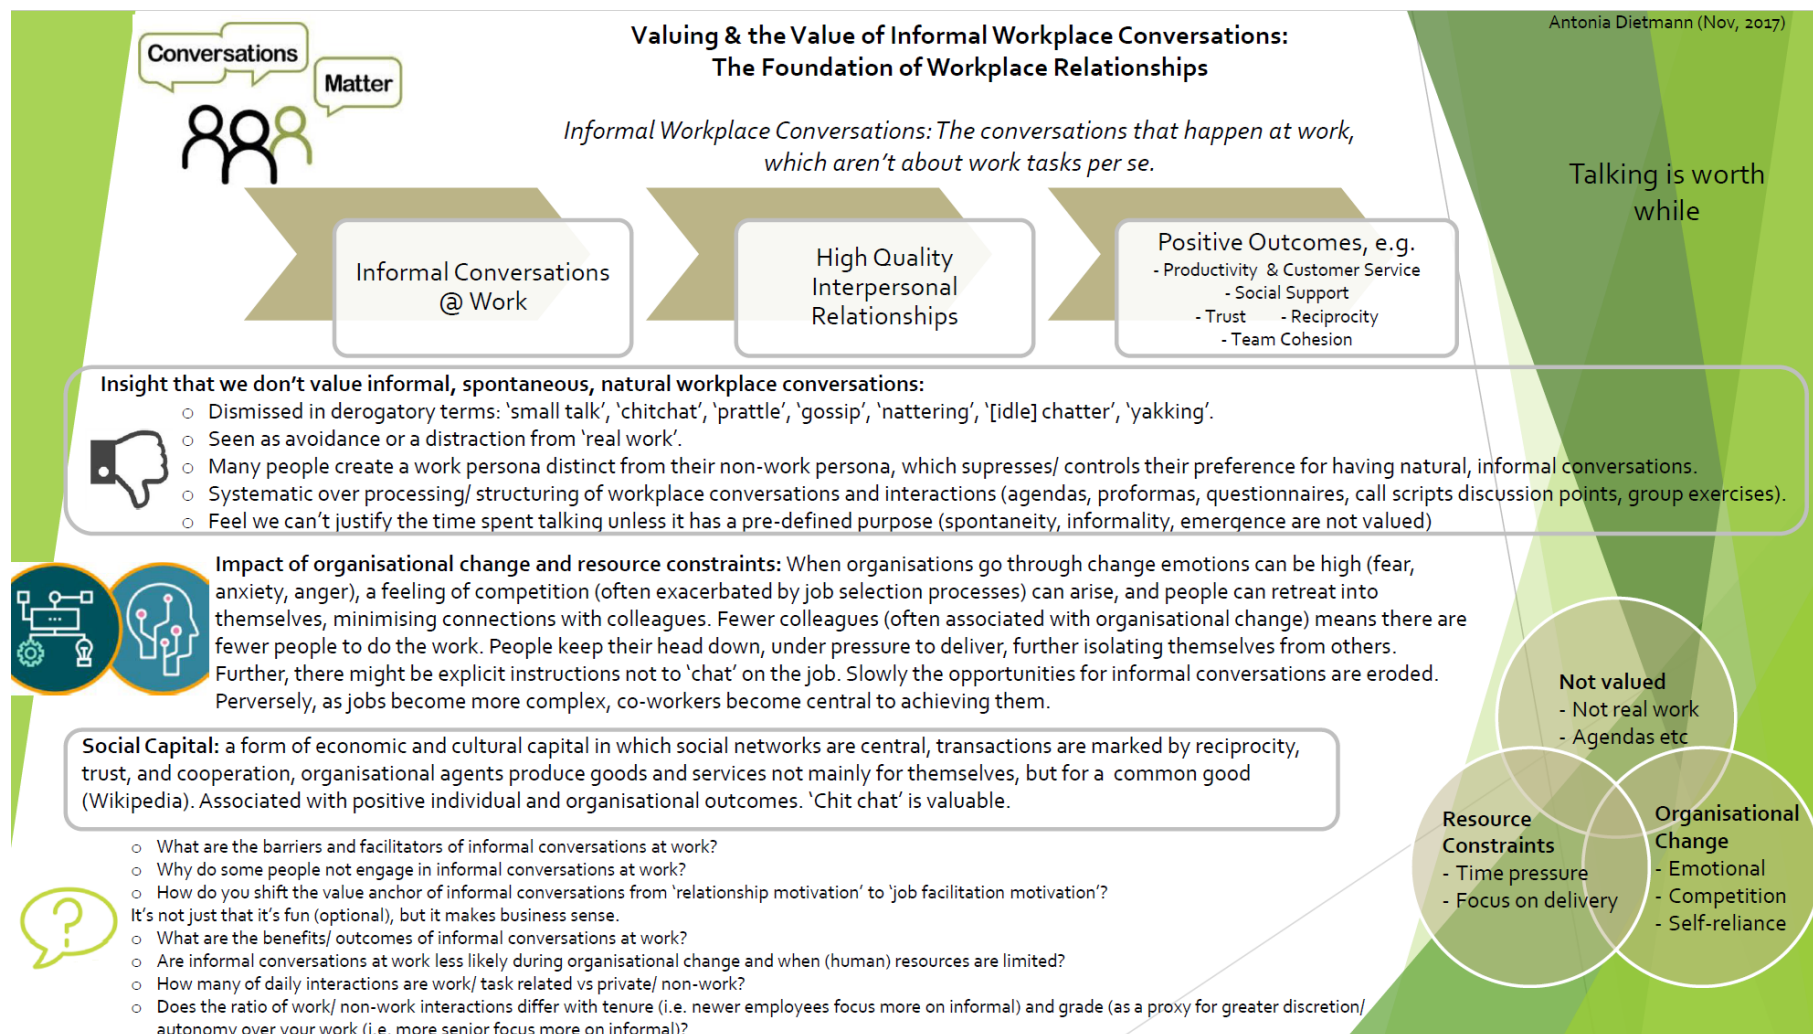 Antonia Dietmann (Nov, 2017)
Conversations
Matter
Valuing & the Value of Informal Workplace Conversations:
The Foundation of Workplace Relationships
Informal Workplace Conversations: The conversations that happen at work,
which aren't about work tasks per se.
Talking is worth
while
Informal Conversations
@ Work
High Quality
Interpersonal
Relationships
Positive Outcomes, e.g.
- Productivity & Customer Service
- Social Support
- Trust - Reciprocity
- Team Cohesion
Insight that we don't value informal, spontaneous, natural workplace conversations:
○ Dismissed in derogatory terms: 'small talk', 'chitchat', 'prattle', 'gossip', 'nattering', '[idle] chatter', 'yakking'.
○ Seen as avoidance or a distraction from 'real work'.
○ Many people create a work persona distinct from their non-work persona, which supresses/ controls their preference for having natural, informal conversations.
○ Systematic over processing/ structuring of workplace conversations and interactions (agendas, proformas, questionnaires, call scripts discussion points, group exercises).
○ Feel we can't justify the time spent talking unless it has a pre-defined purpose (spontaneity, informality, emergence are not valued)
Impact of organisational change and resource constraints: When organisations go through change emotions can be high (fear,
anxiety, anger), a feeling of competition (often exacerbated by job selection processes) can arise, and people can retreat into
themselves, minimising connections with colleagues. Fewer colleagues (often associated with organisational change) means there are
fewer people to do the work. People keep their head down, under pressure to deliver, further isolating themselves from others.
Further, there might be explicit instructions not to 'chat' on the job. Slowly the opportunities for informal conversations are eroded.
Perversely, as jobs become more complex, co-workers become central to achieving them.
Social Capital: a form of economic and cultural capital in which social networks are central, transactions are marked by reciprocity,
trust, and cooperation, organisational agents produce goods and services not mainly for themselves, but for a common good
(Wikipedia). Associated with positive individual and organisational outcomes. 'Chit chat' is valuable.
○ What are the barriers and facilitators of informal conversations at work?
○ Why do some people not engage in informal conversations at work?
○ How do you shift the value anchor of informal conversations from 'relationship motivation' to 'job facilitation motivation'?
It's not just that it's fun (optional), but it makes business sense.
○ What are the benefits/ outcomes of informal conversations at work?
○ Are informal conversations at work less likely during organisational change and when (human) resources are limited?
○ How many of daily interactions are work/ task related vs private/ non-work?
○ Does the ratio of work/ non-work interactions differ with tenure (i.e. newer employees focus more on informal) and grade (as a proxy for greater discretion/
autonomy over your work (i.e. more senior focus more on informal)?
Not valued
- Not real work
- Agendas etc
Resource
Constraints
- Time pressure
- Focus on delivery
Organisational
Change
- Emotional
- Competition
- Self-reliance